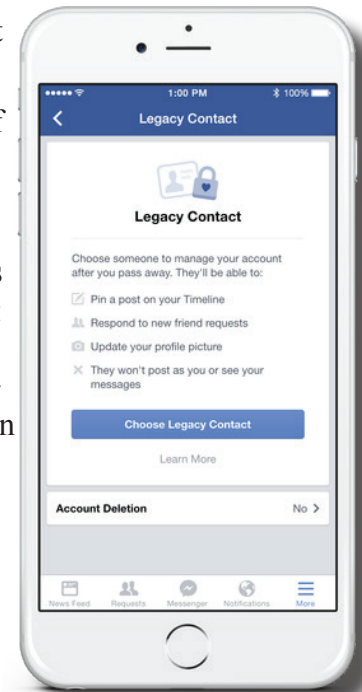 t
f
s
n
1:00 PM
100%
Legacy Contact
Legacy Contact
Choose someone to manage your account
after you pass away. They'll be able to:
Pin a post on your Timeline
Respond to new friend requests
Update your profile picture
They won't post as you or see your
messages
Choose Legacy Contact
Learn More
Account Deletion No
News Feed Requests Messenger Notifications More